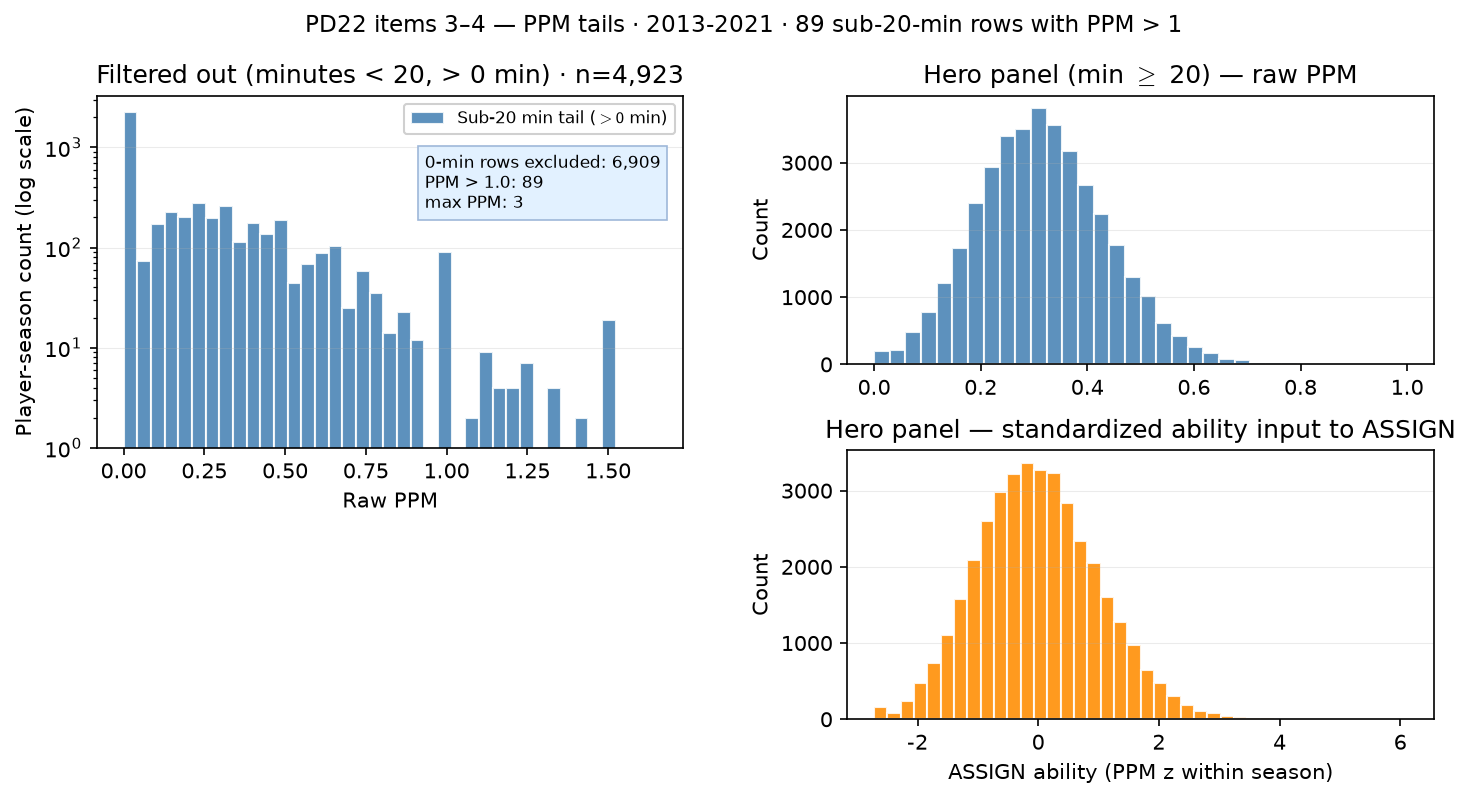 PD22 items 3–4 — PPM tails · 2013-2021 · 89 sub-20-min rows with PPM > 1
Filtered out (minutes < 20, > 0 min) · n=4,923
Player-season count (log scale)
10³
10²
10¹
10⁰
Sub-20 min tail (>0 min)
0-min rows excluded: 6,909
PPM > 1.0: 89
max PPM: 3
0.00 0.25 0.50 0.75 1.00 1.25 1.50
Raw PPM
Hero panel (min ≥ 20) — raw PPM
Count
3000
2000
1000
0
0.0 0.2 0.4 0.6 0.8 1.0
Hero panel — standardized ability input to ASSIGN
Count
3000
2000
1000
0
-2 0 2 4 6
ASSIGN ability (PPM z within season)